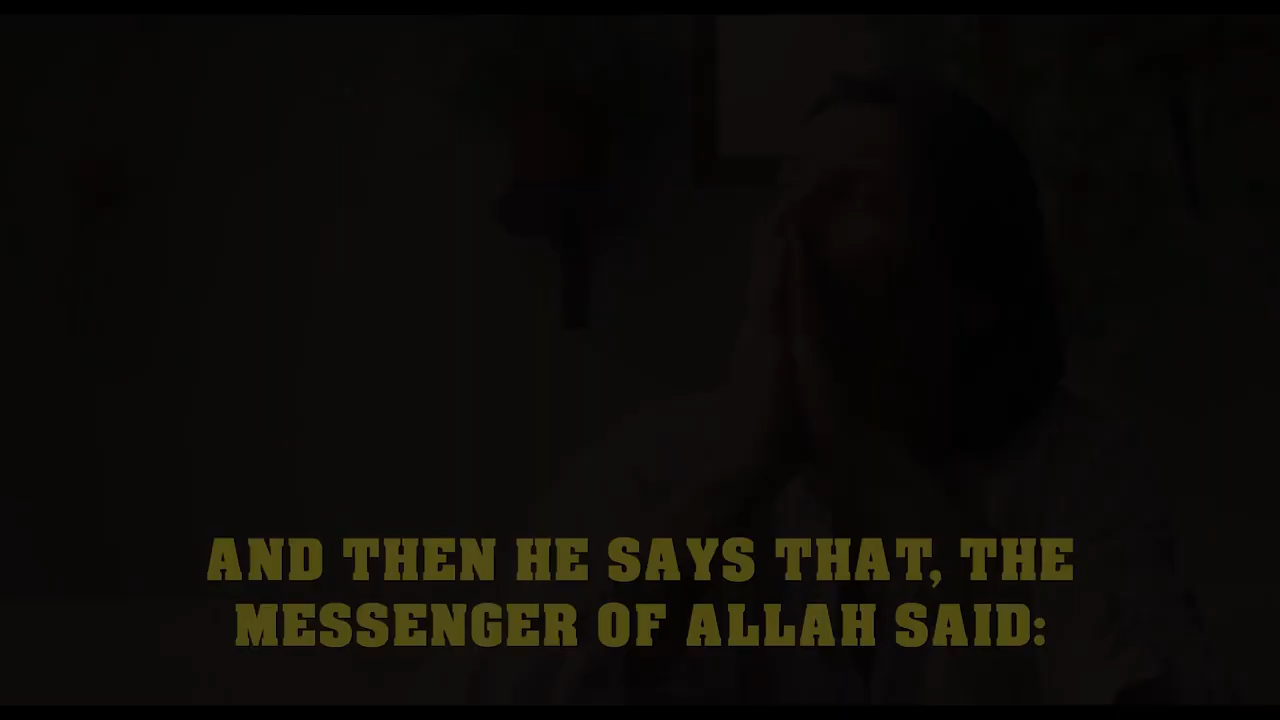 AND THEN HE SAYS THAT, THE
MESSENGER OF ALLAH SAID: